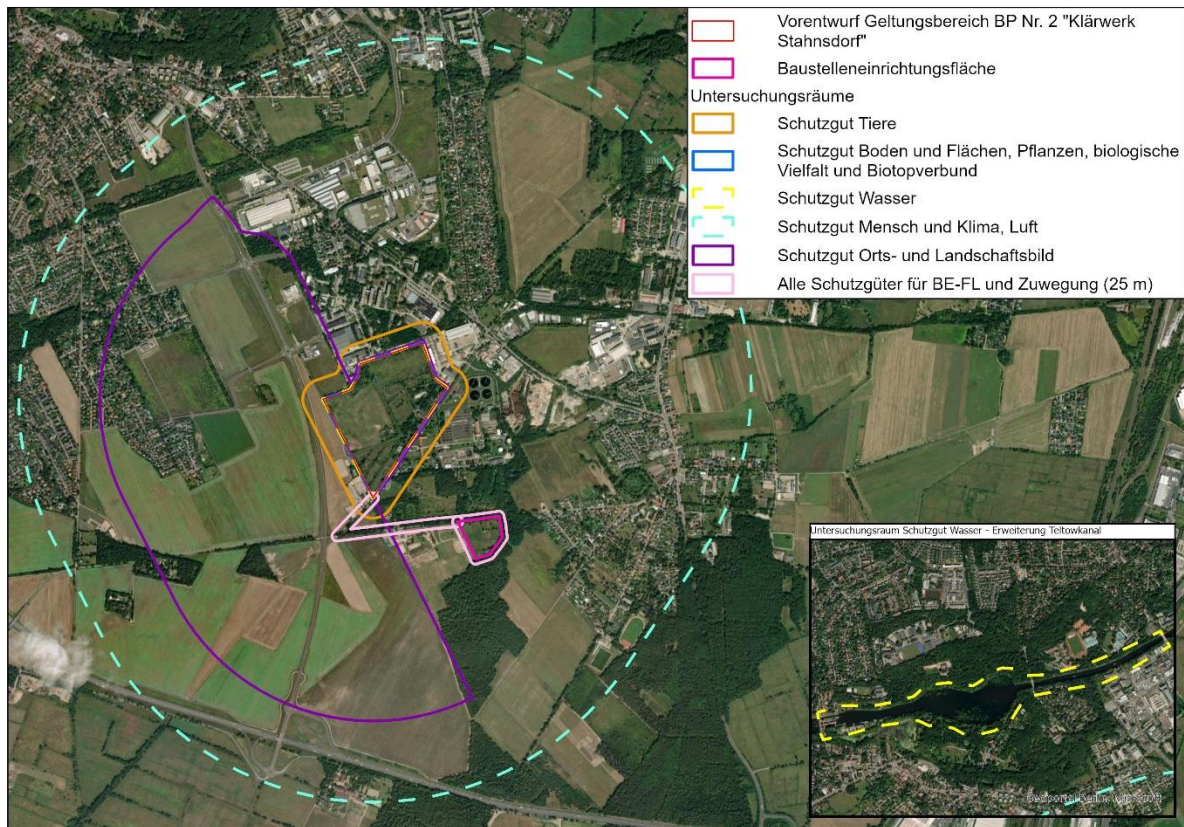 Vorentwurf Geltungsbereich BP Nr. 2 "Klärwerk
Stahnsdorf"
Baustelleneinrichtungsfläche
Untersuchungsräume
Schutzgut Tiere
Schutzgut Boden und Flächen, Pflanzen, biologische
Vielfalt und Biotopverbund
Schutzgut Wasser
Schutzgut Mensch und Klima, Luft
Schutzgut Orts- und Landschaftsbild
Alle Schutzgüter für BE-FL und Zuwegung (25 m)
Untersuchungsraum Schutzgut Wasser - Erweiterung Teltowkanal
Geoportal Berlin,